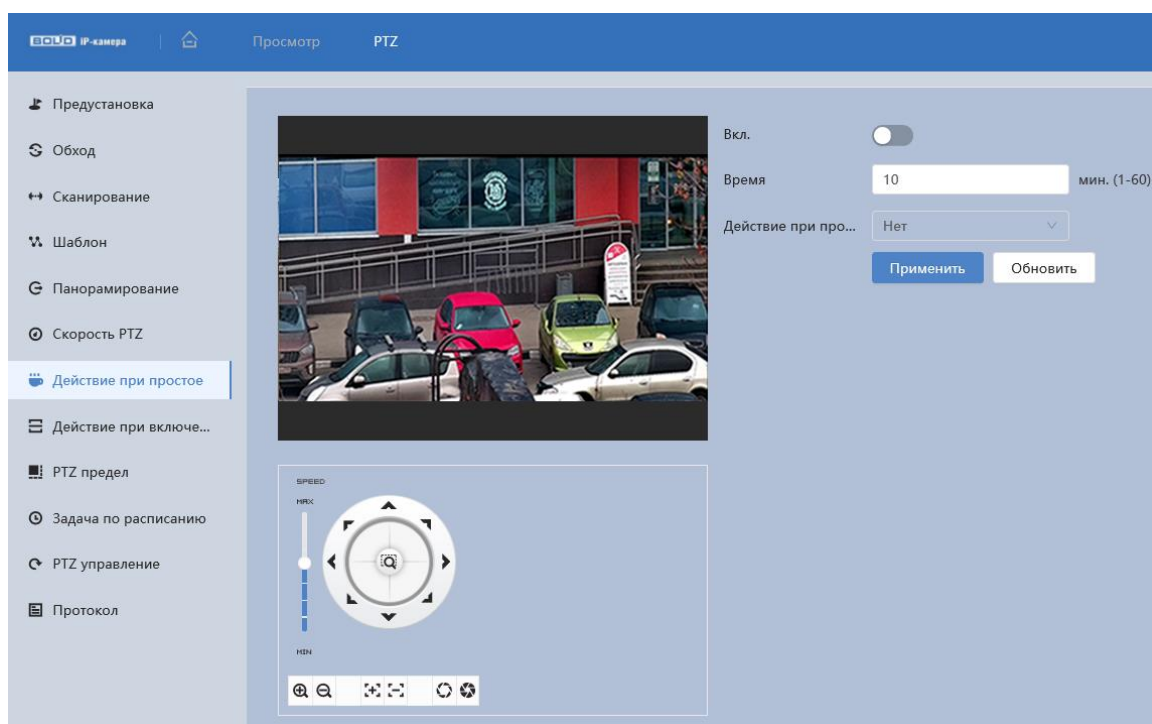 BOLID IP-камера
Просмотр
PTZ
Предустановка
Обход
Сканирование
Шаблон
Панорамирование
Скорость PTZ
Действие при простое
Действие при включе...
PTZ предел
Задача по расписанию
PTZ управление
Протокол
Вкл.
Время 10 мин. (1-60)
Действие при про... Нет
Применить Обновить
SPEED
MAX
MIN